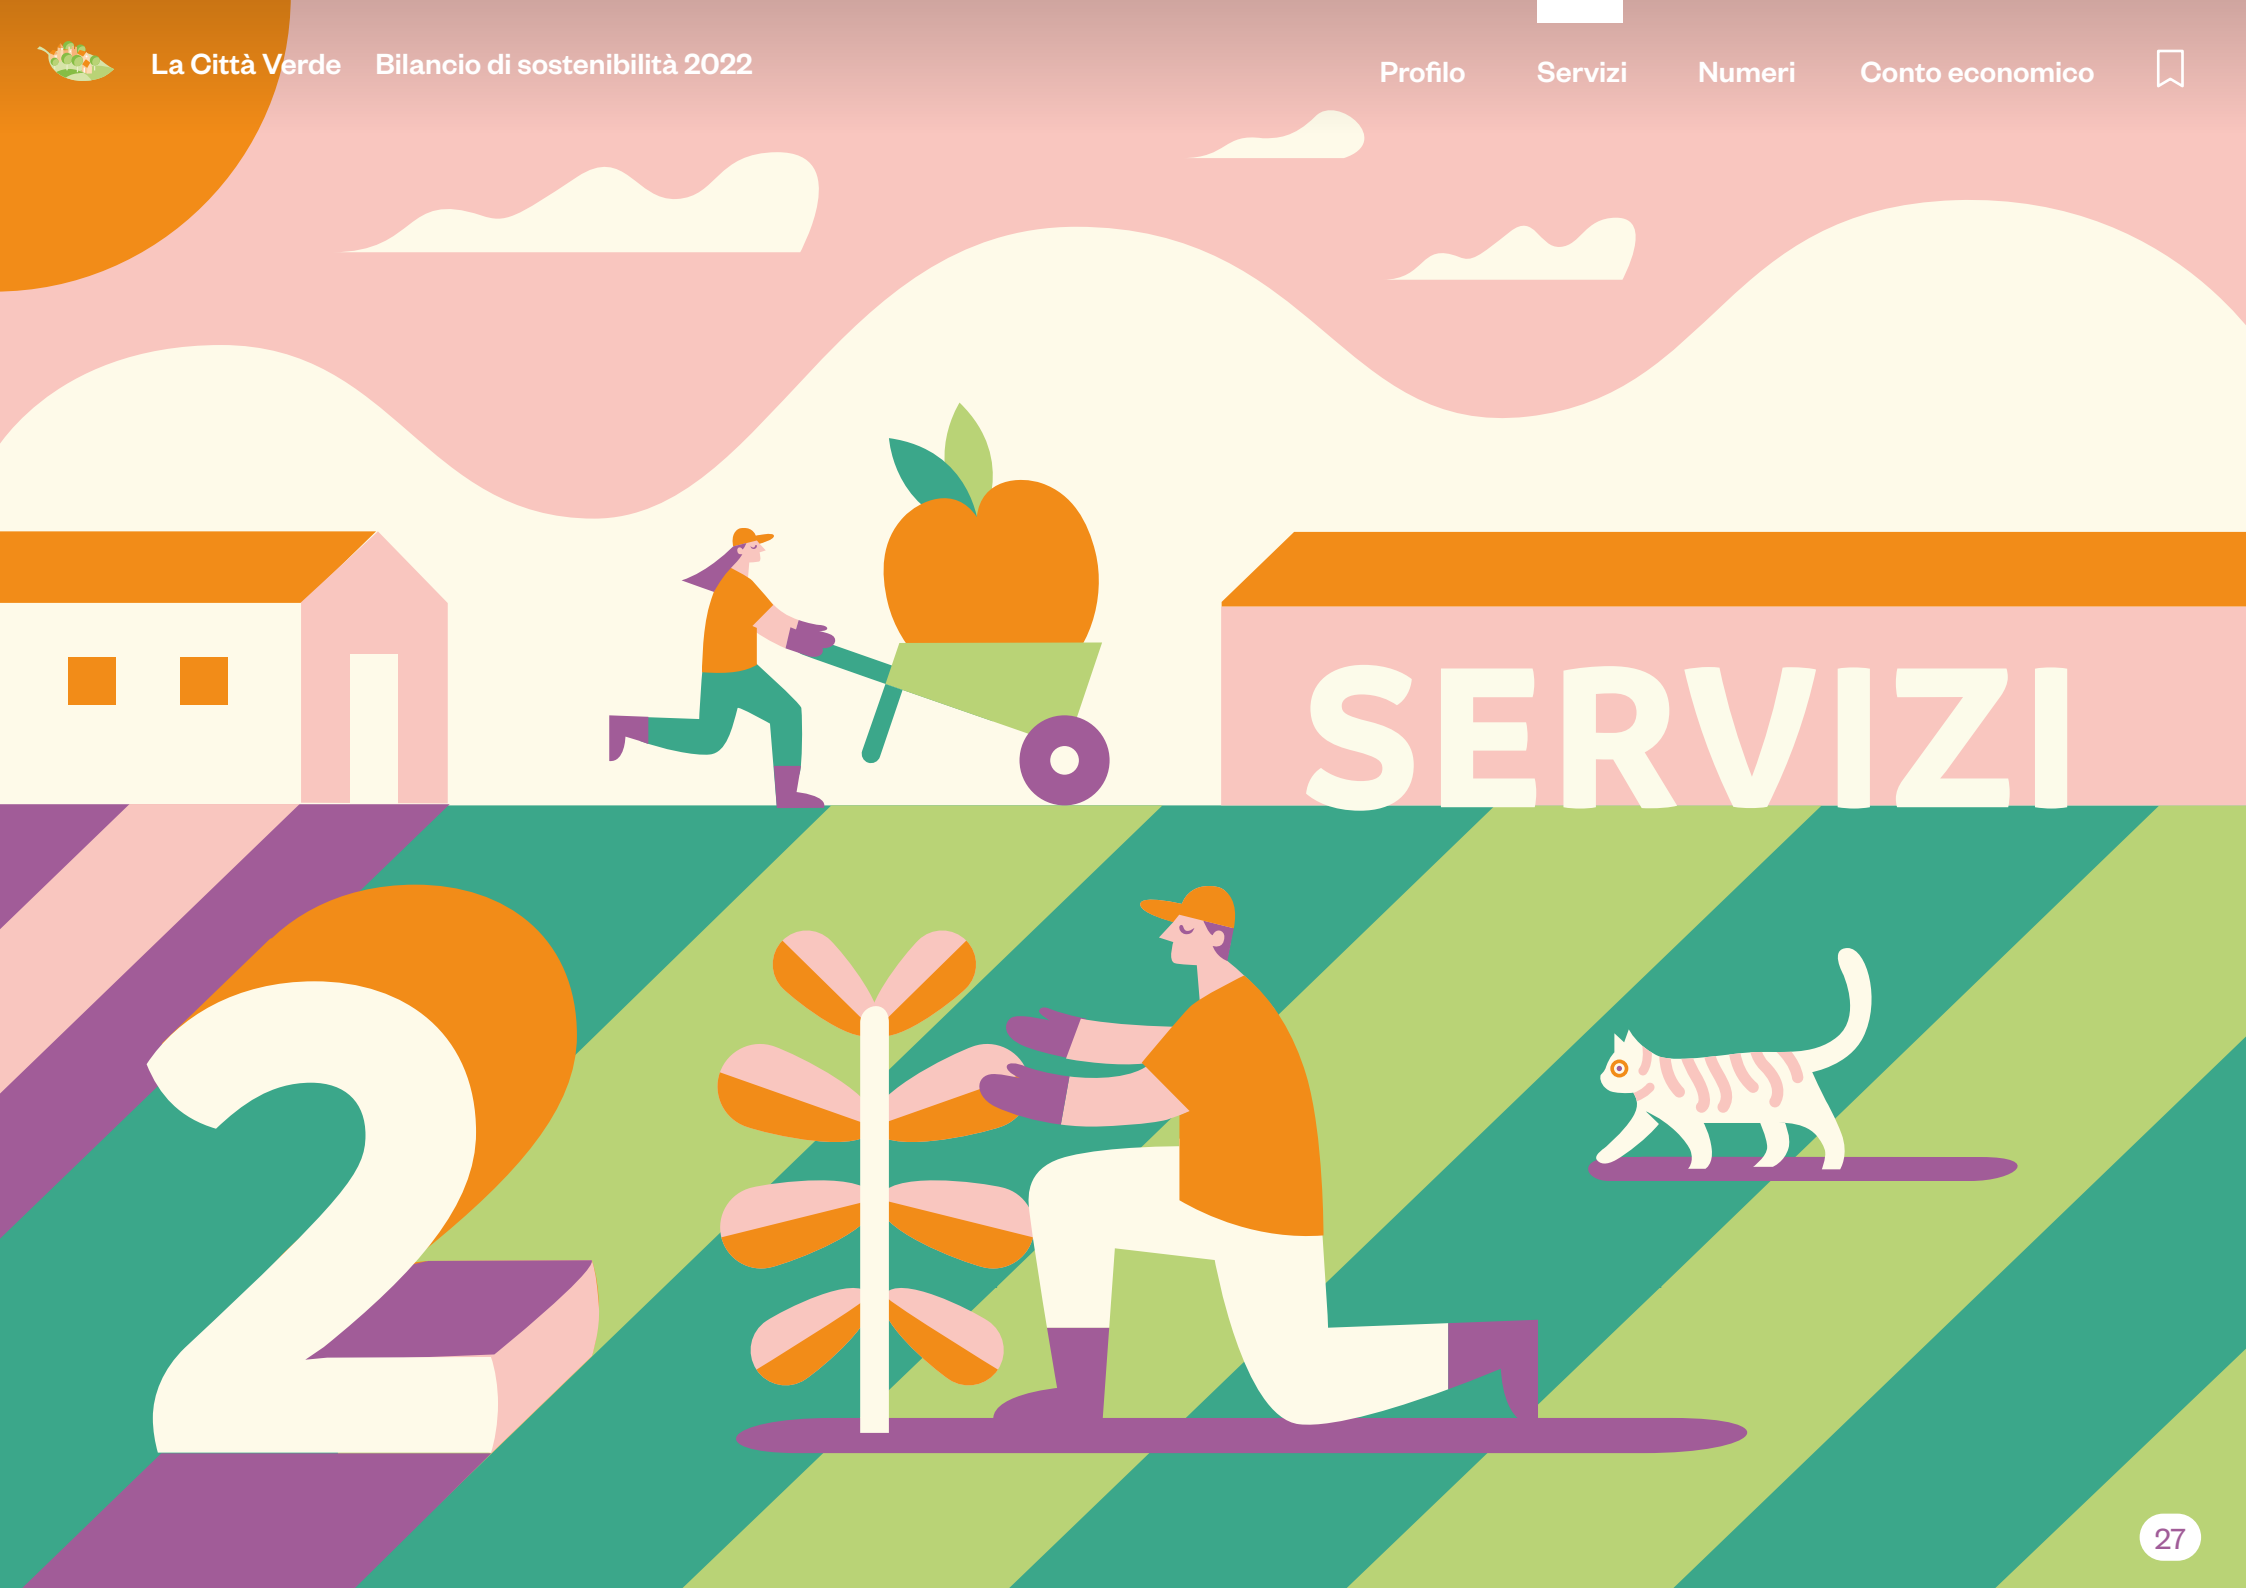 La Città Verde Bilancio di sostenibilità 2022
Profilo Servizi Numeri Conto economico
SERVIZI
2
27